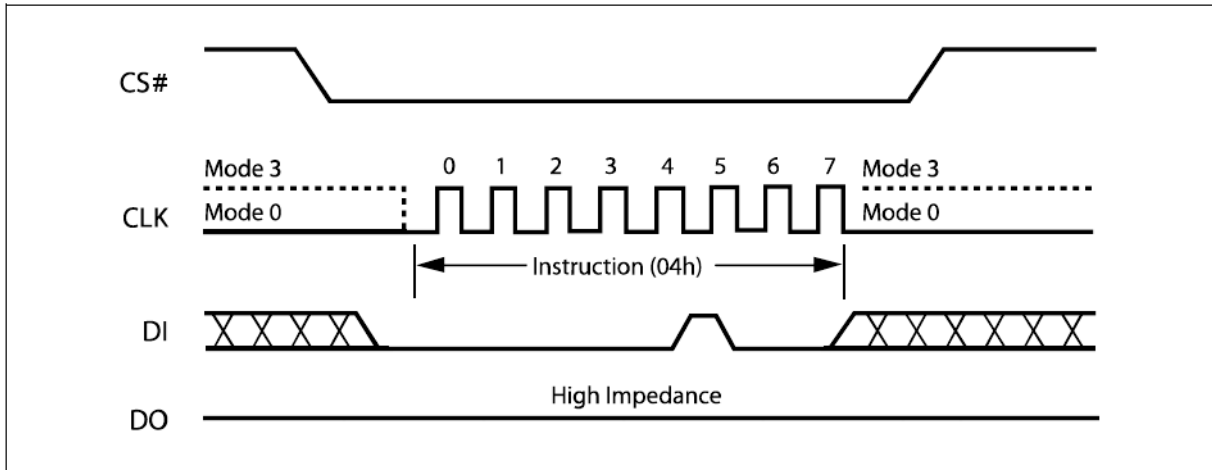 CS#
Mode 3
0 1 2 3 4 5 6 7
Mode 3
CLK
Mode 0
Mode 0
Instruction (04h)
DI
High Impedance
DO